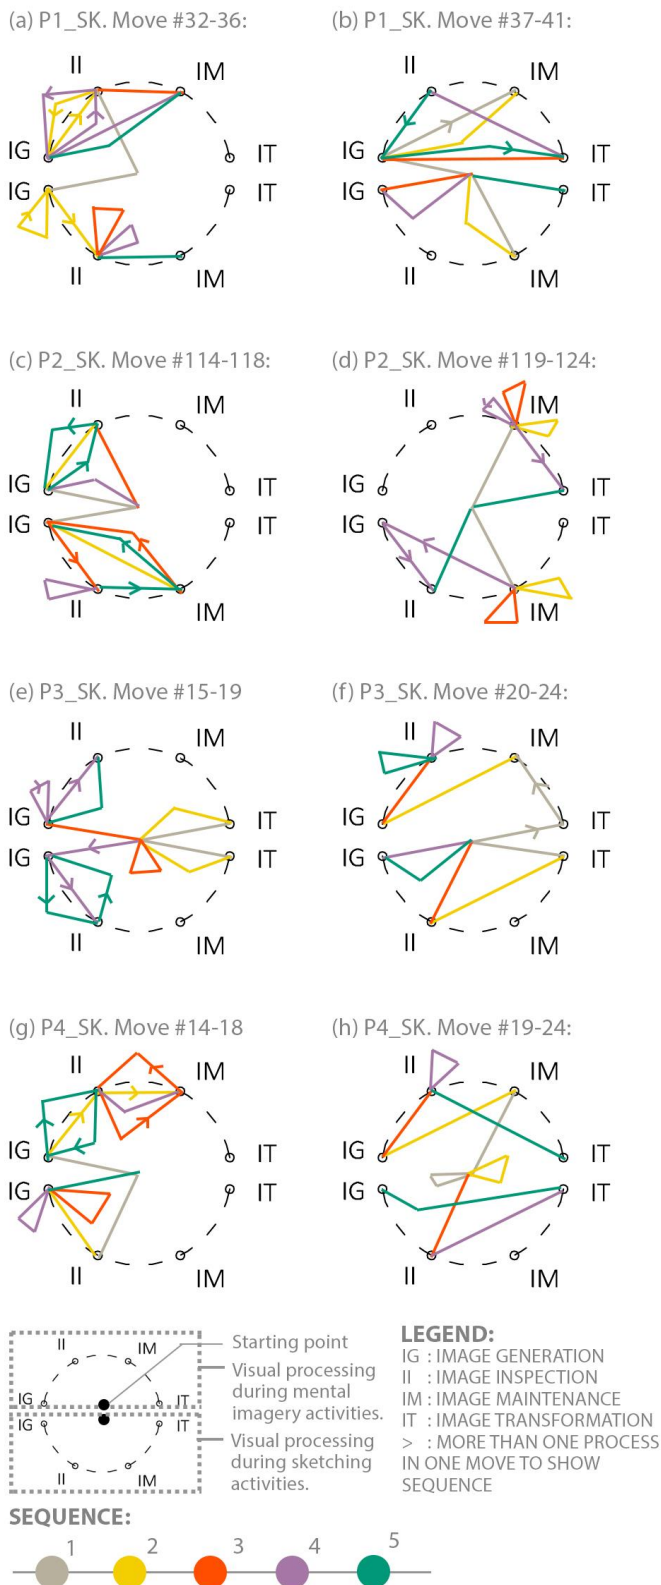 (a) P1_SK. Move #32-36:
(b) P1_SK. Move #37-41:
II IM II IM
IG IT IG IT
IG IT IG IT
II IM II IM
(c) P2_SK. Move #114-118:
(d) P2_SK. Move #119-124:
II IM II IM
IG IT IG IT
IG IT IG IT
II IM II IM
(e) P3_SK. Move #15-19
(f) P3_SK. Move #20-24:
II IM II IM
IG IT IG IT
IG IT IG IT
II IM II IM
(g) P4_SK. Move #14-18
(h) P4_SK. Move #19-24:
II IM II IM
IG IT IG IT
IG IT IG IT
II IM II IM
II IM
IG IT
IG IT
II IM
Starting point
Visual processing
during mental
imagery activities.
Visual processing
during sketching
activities.
LEGEND:
IG : IMAGE GENERATION
II : IMAGE INSPECTION
IM : IMAGE MAINTENANCE
IT : IMAGE TRANSFORMATION
> : MORE THAN ONE PROCESS
IN ONE MOVE TO SHOW
SEQUENCE
SEQUENCE:
1 2 3 4 5